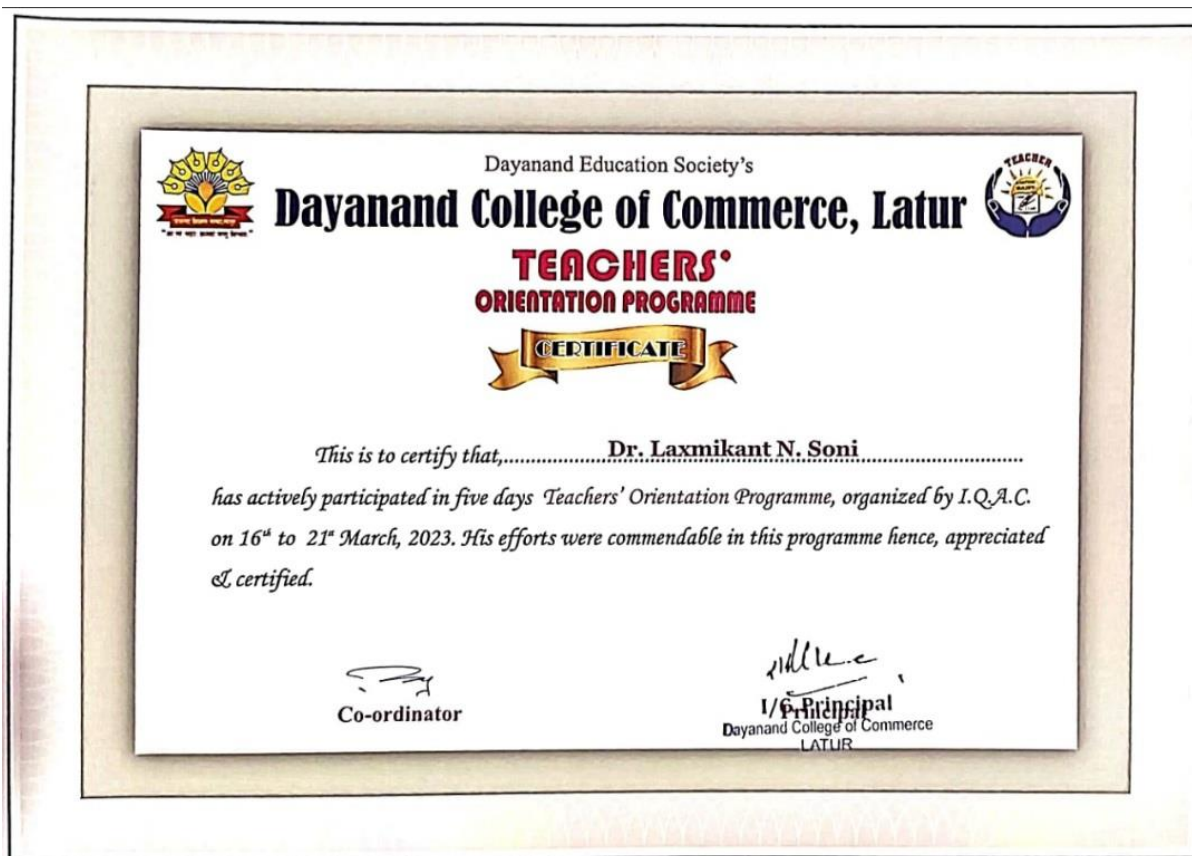 Dayanand Education Society's
Dayanand College of Commerce, Latur
TEACHER
TEACHERS'
ORIENTATION PROGRAMME
CERTIFICATE
This is to certify that,..................Dr. Laxmikant N. Soni......................................
has actively participated in five days Teachers' Orientation Programme, organized by I.Q.A.C.
on 16th to 21st March, 2023. His efforts were commendable in this programme hence, appreciated
& certified.
Co-ordinator
Principal
I/C Principal
Dayanand College of Commerce
LATUR